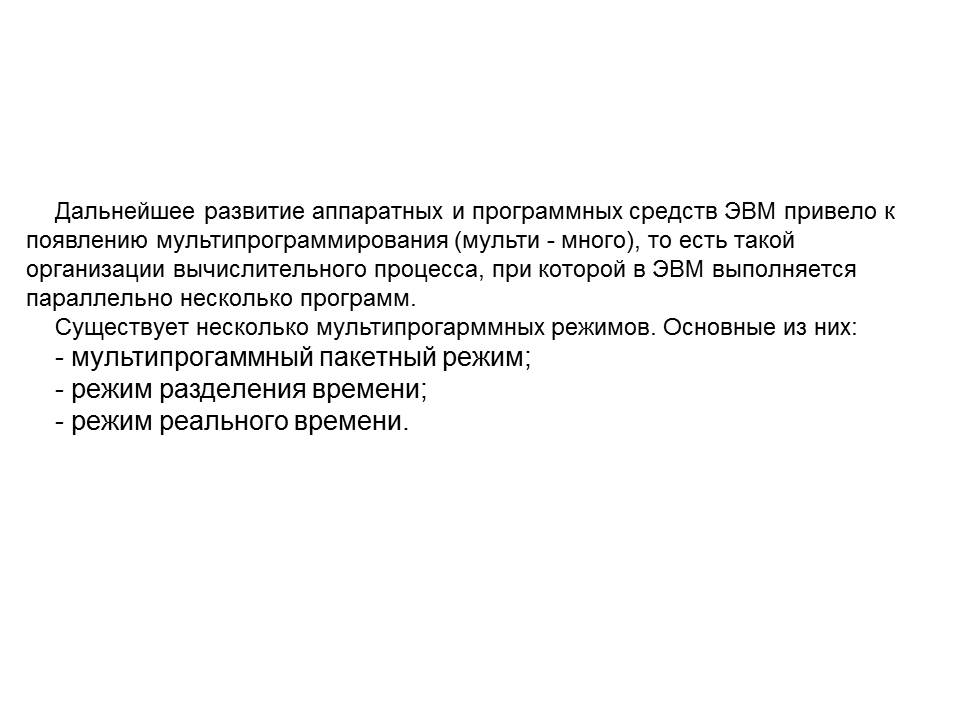 Дальнейшее развитие аппаратных и программных средств ЭВМ привело к
появлению мультипрограммирования (мульти - много), то есть такой
организации вычислительного процесса, при которой в ЭВМ выполняется
параллельно несколько программ.
Существует несколько мультипрогарммных режимов. Основные из них:
- мультипрогаммный пакетный режим;
- режим разделения времени;
- режим реального времени.